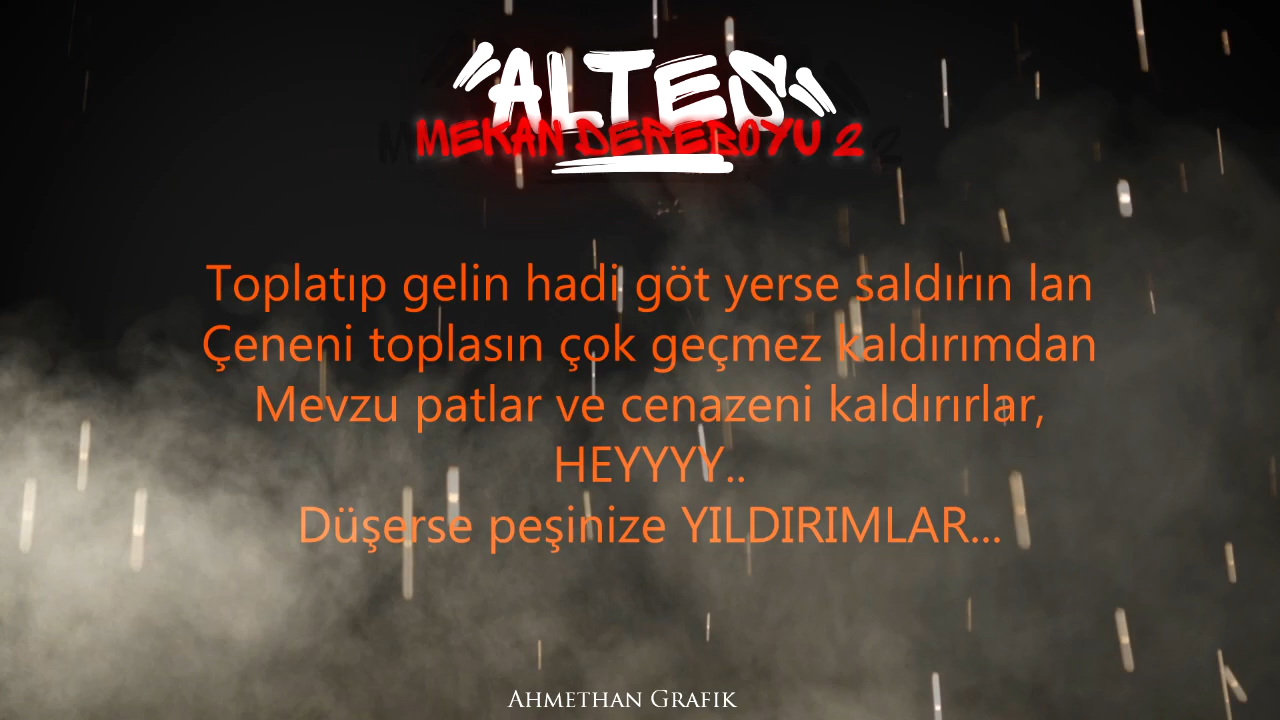 "ALTES"
MEKAN DEREBOYU 2
Toplatıp gelin hadi göt yerse saldırın lan
Çeneni toplasın çok geçmez kaldırımdan
Mevzu patlar ve cenazeni kaldırırlar,
HEYYYY..
Düşerse peşinize YILDIRIMLAR...
AHMETHAN GRAFIK